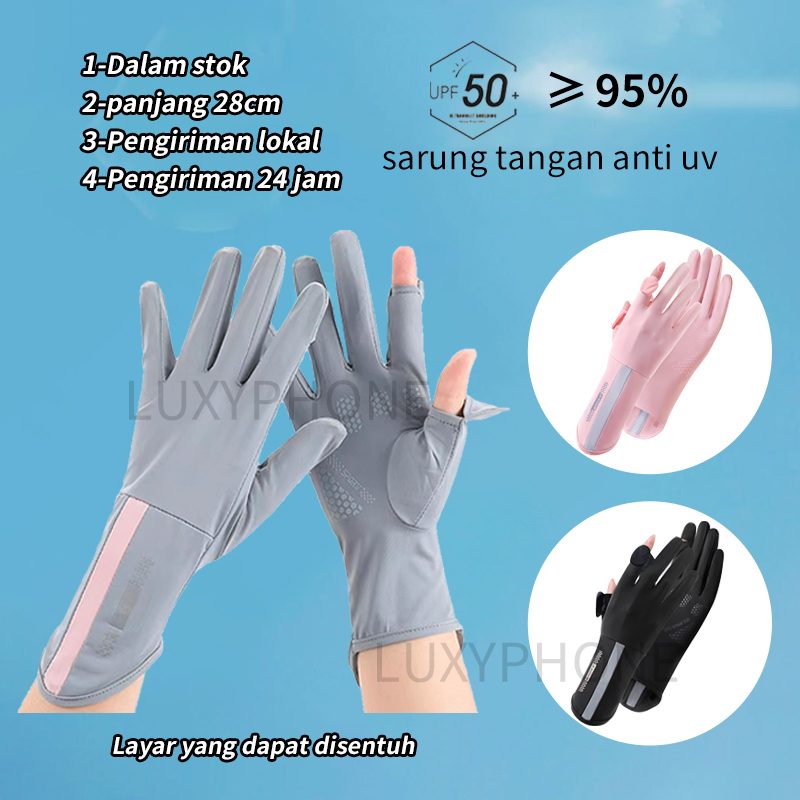 1-Dalam stok
2-panjang 28cm
3-Pengiriman lokal
4-Pengiriman 24 jam
UPF 50+
≥ 95%
sarung tangan anti uv
LUXYPHONE
LUXYPHONE
Layar yang dapat disentuh